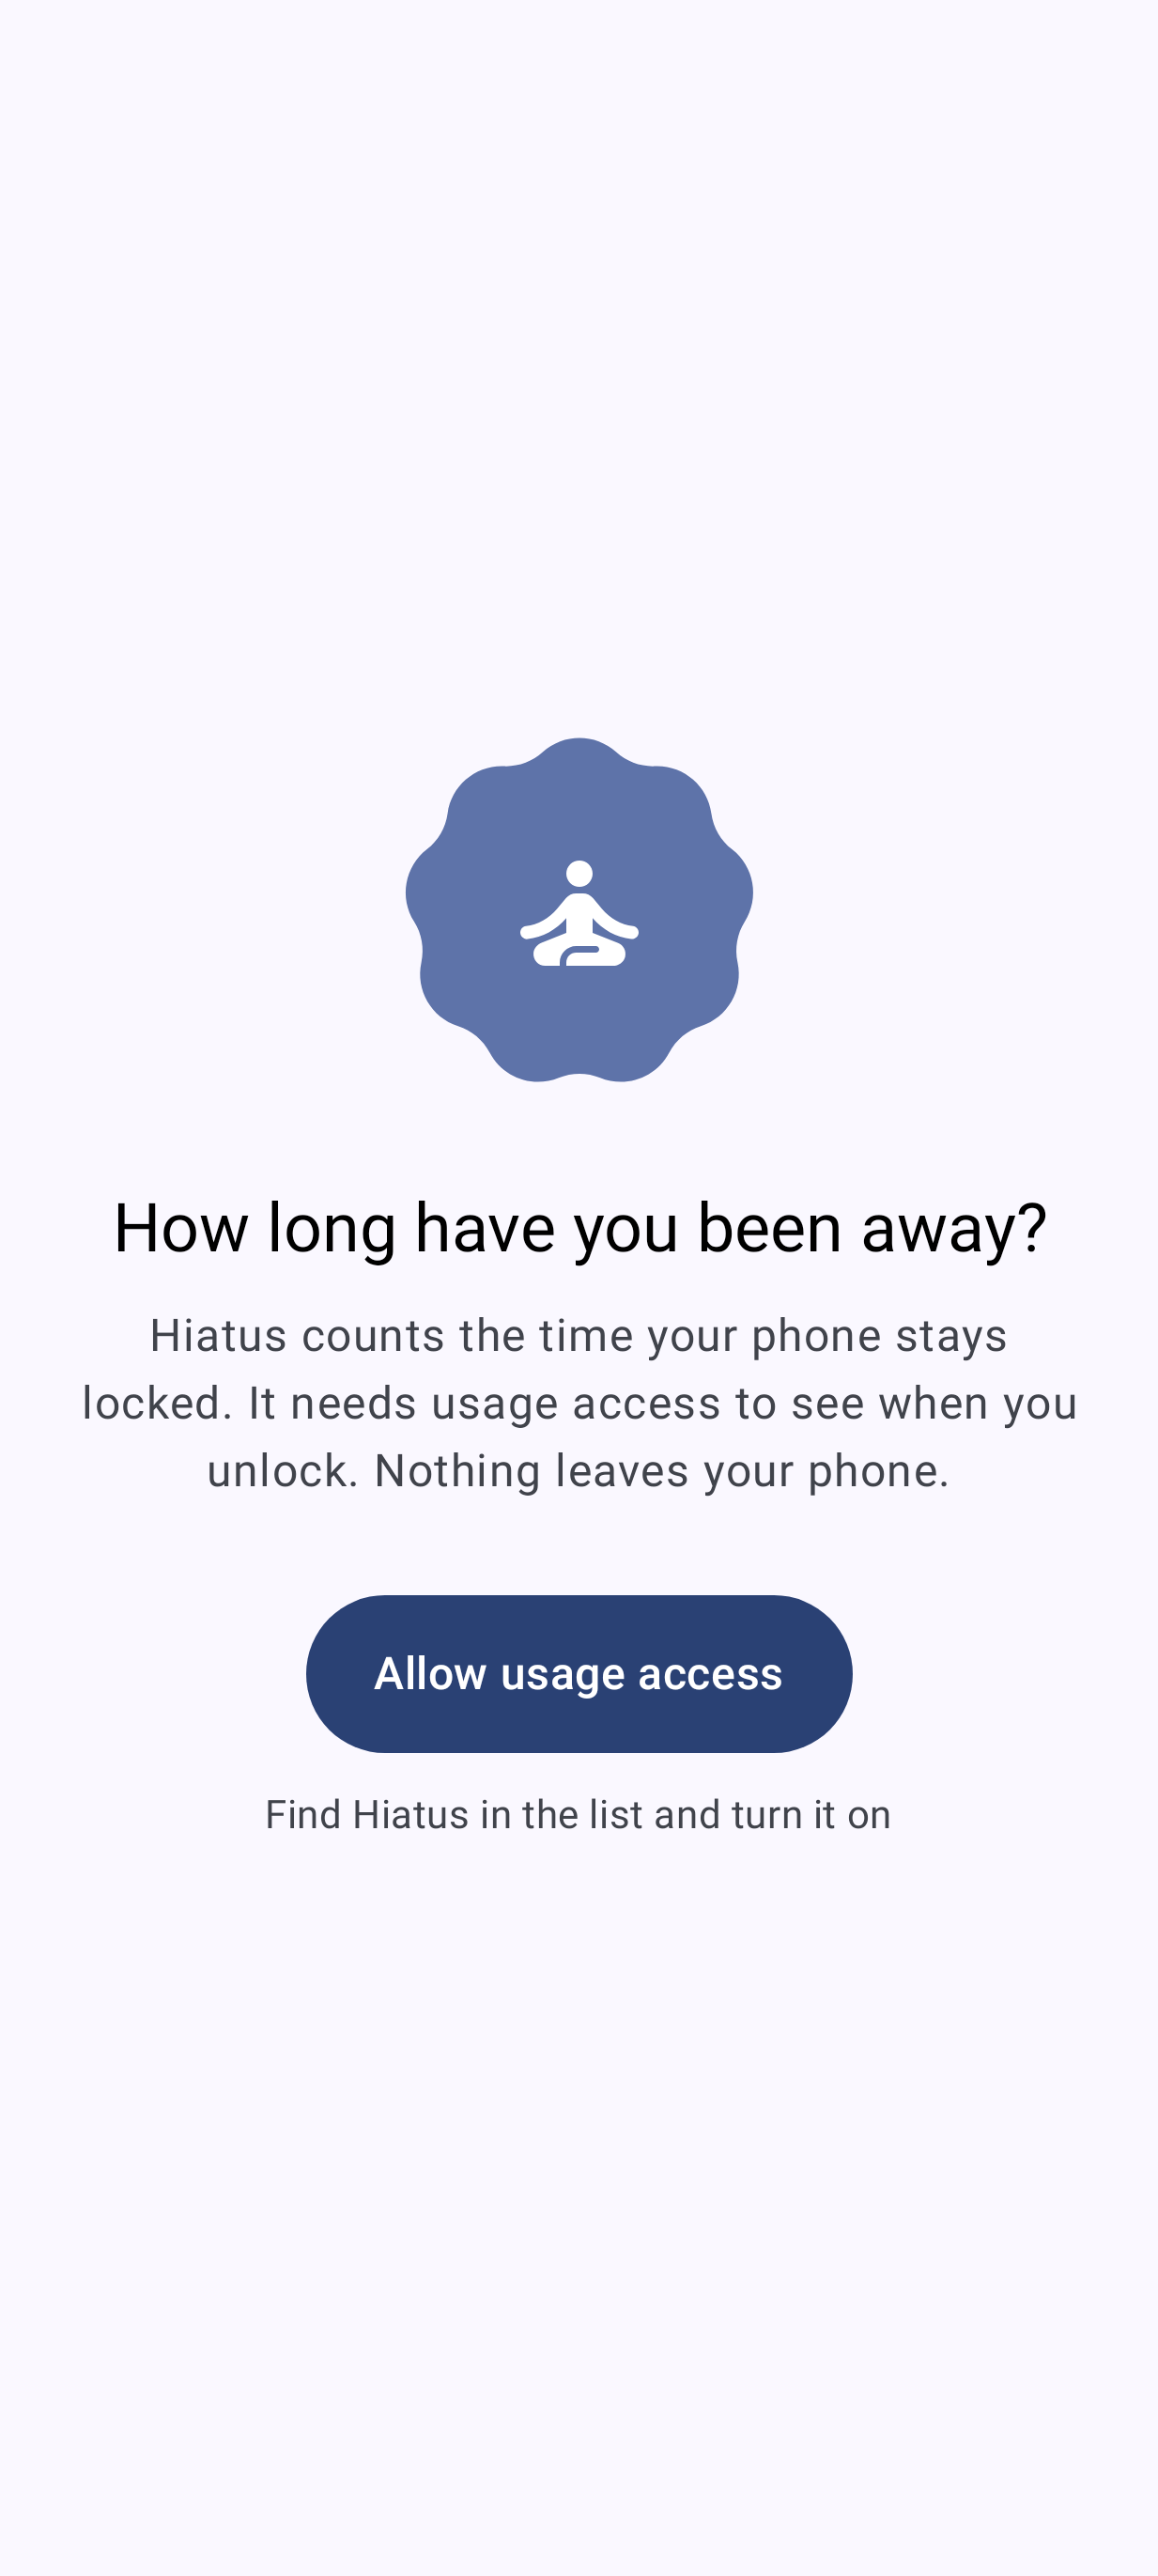 How long have you been away?
Hiatus counts the time your phone stays
locked. It needs usage access to see when you
unlock. Nothing leaves your phone.
Allow usage access
Find Hiatus in the list and turn it on